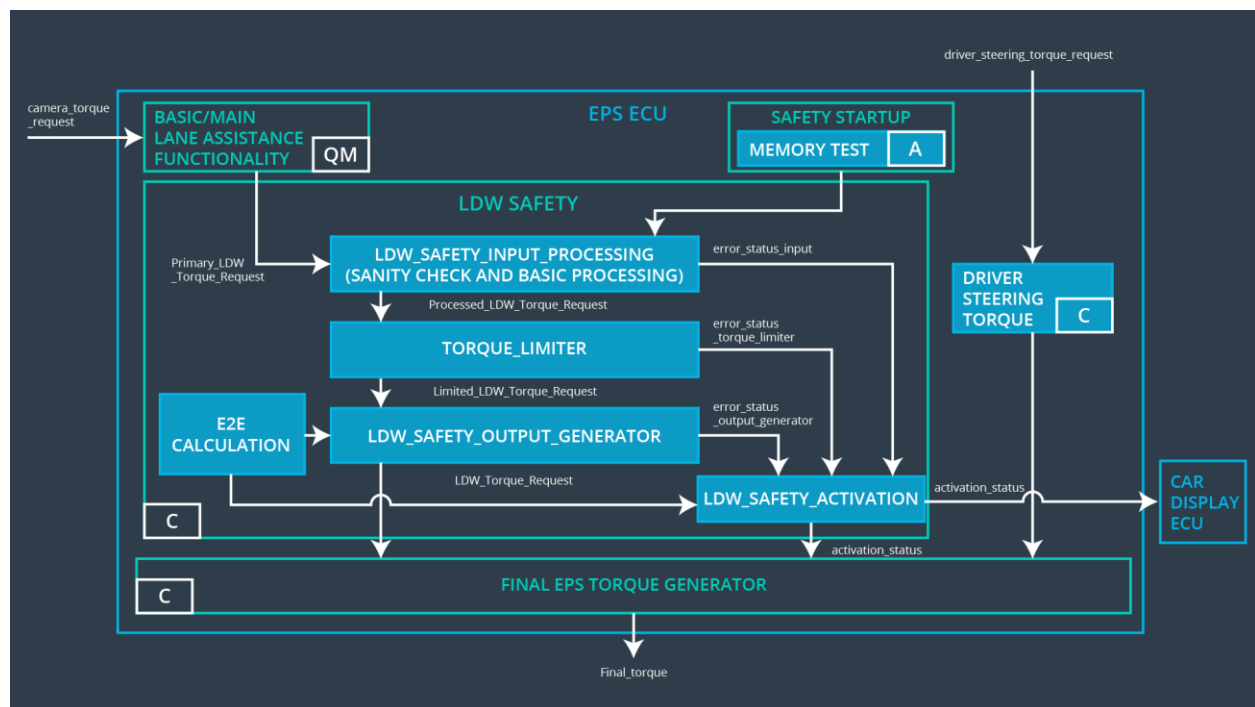 driver_steering_torque_request
camera_torque
_request
EPS ECU
BASIC/MAIN
LANE ASSISTANCE
FUNCTIONALITY
QM
SAFETY STARTUP
MEMORY TEST
A
LDW SAFETY
LDW_SAFETY_INPUT_PROCESSING
(SANITY CHECK AND BASIC PROCESSING)
error_status_input
Primary_LDW
_Torque_Request
Processed_LDW_Torque_Request
DRIVER
STEERING
TORQUE
C
TORQUE_LIMITER
error_status
_torque_limiter
Limited_LDW_Torque_Request
E2E
CALCULATION
LDW_SAFETY_OUTPUT_GENERATOR
error_status
_output_generator
LDW_Torque_Request
LDW_SAFETY_ACTIVATION
activation_status
CAR
DISPLAY
ECU
C
activation_status
FINAL EPS TORQUE GENERATOR
C
Final_torque